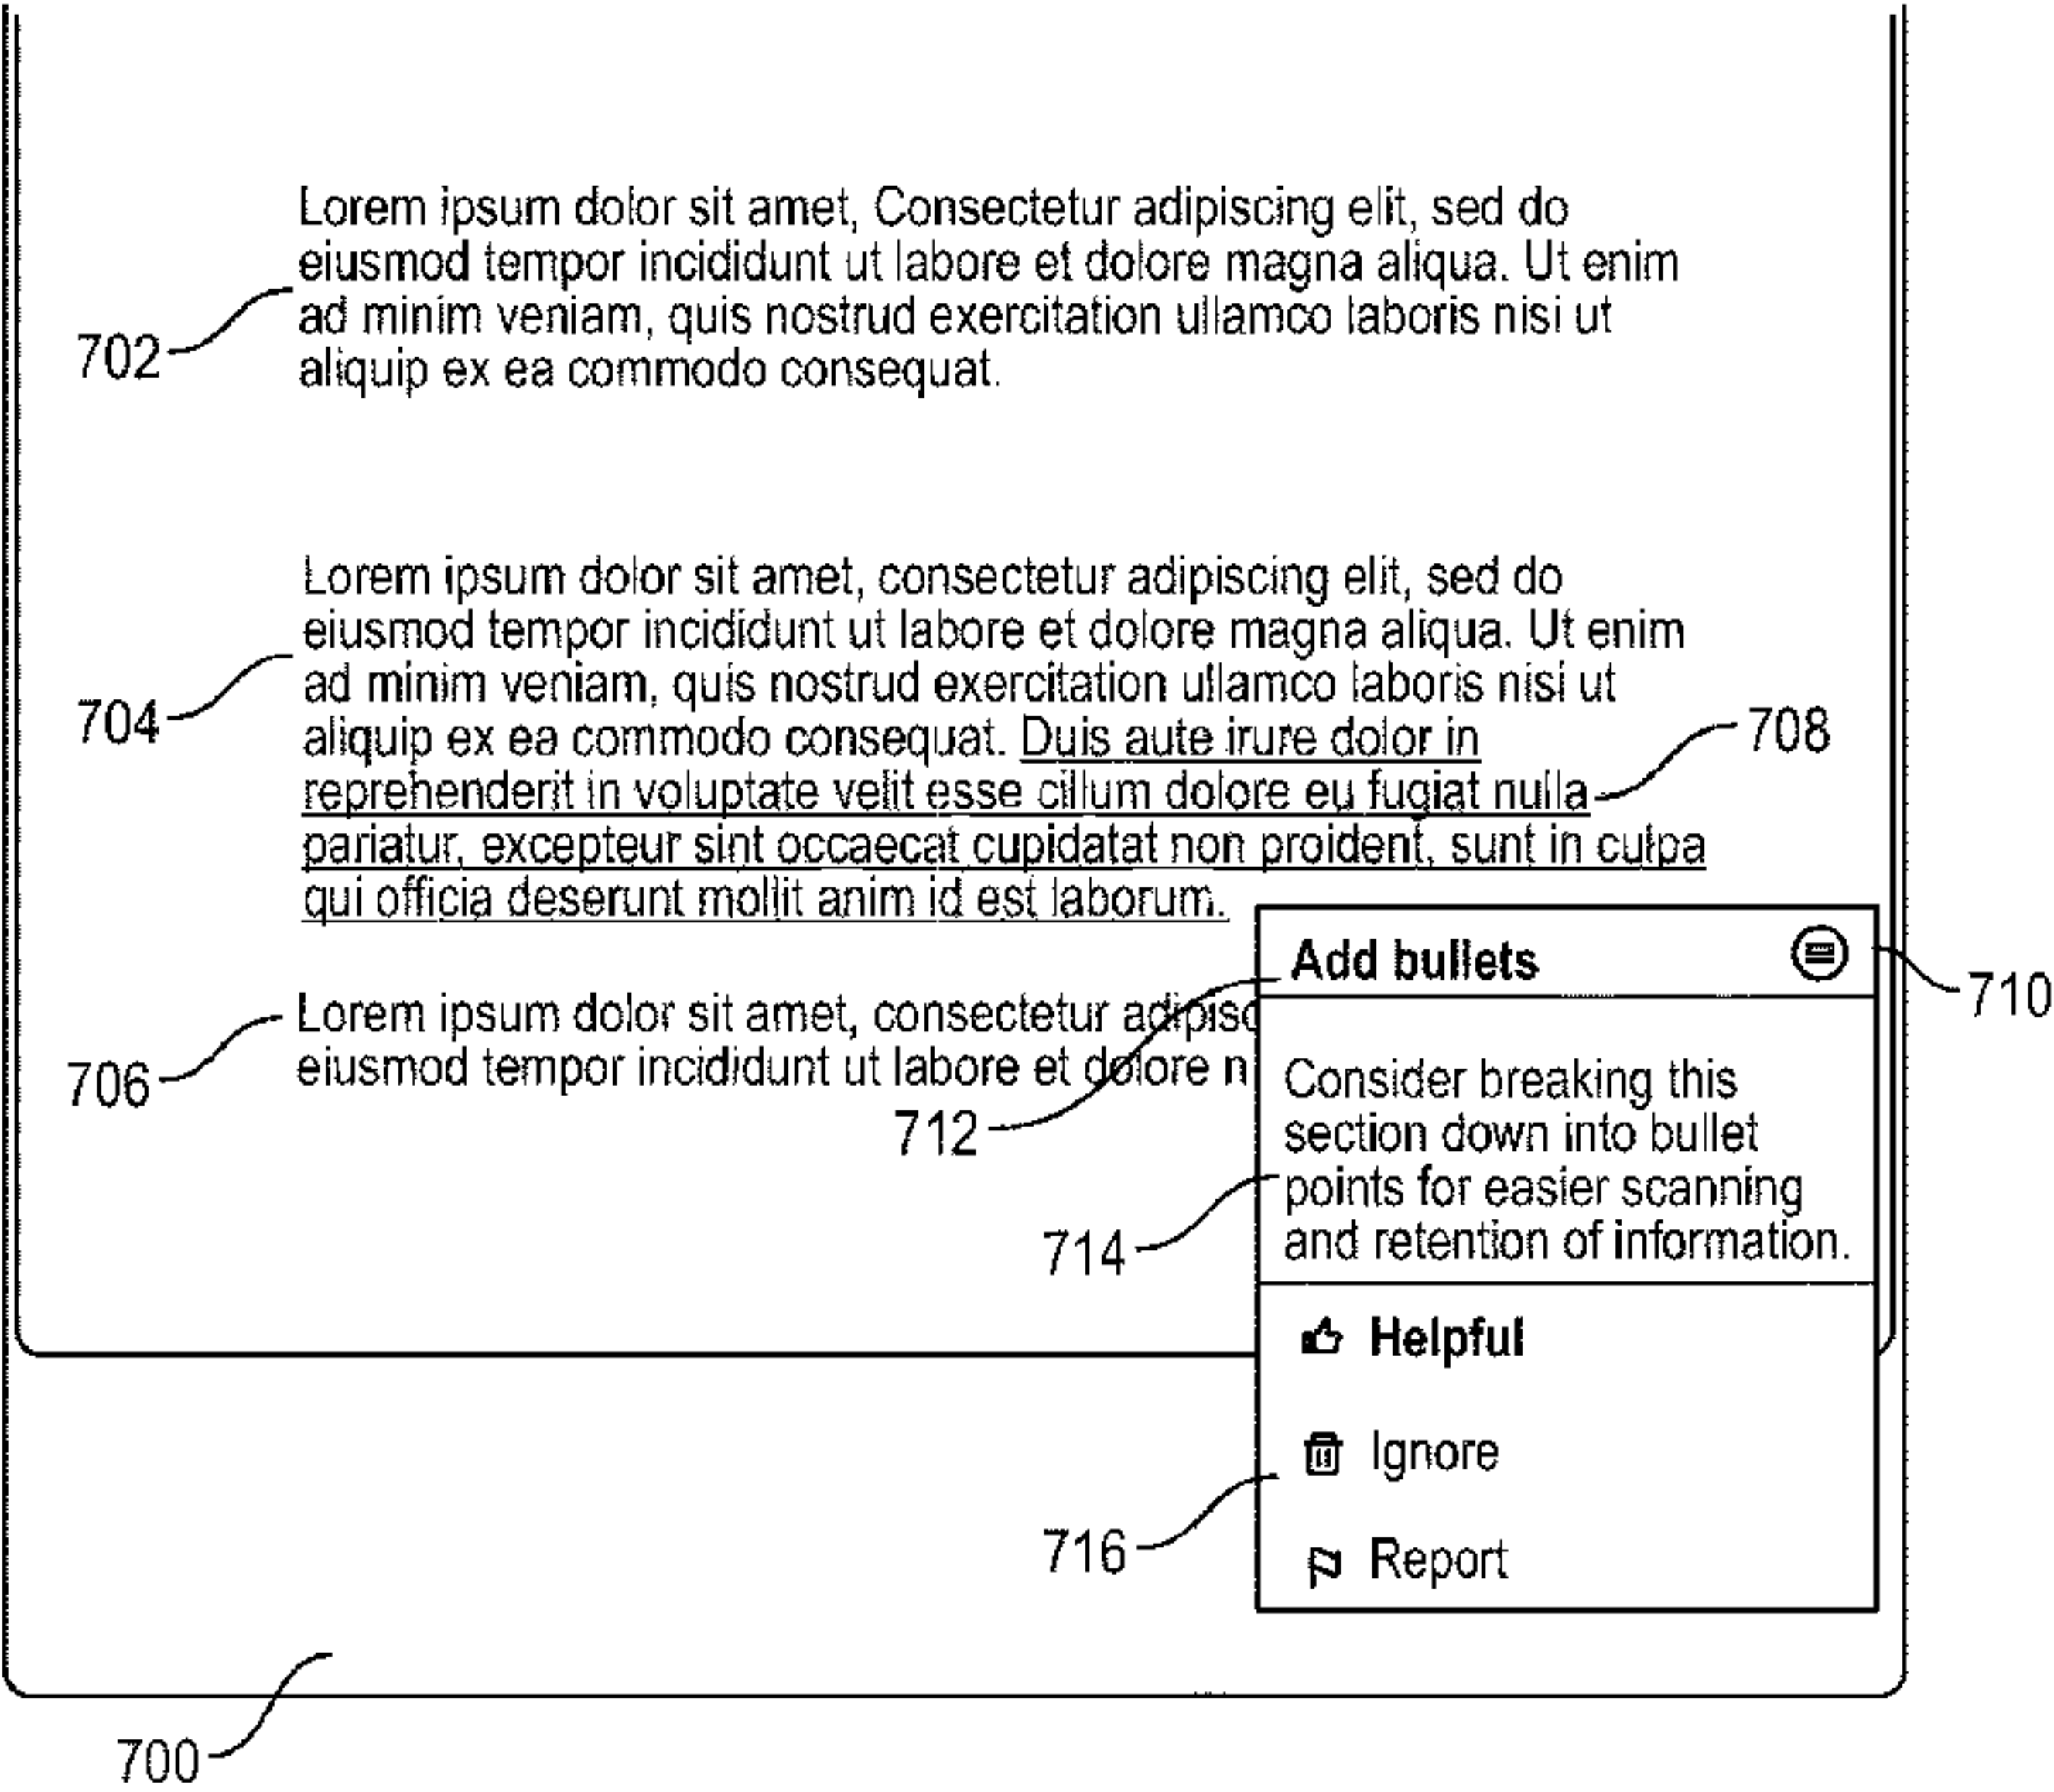 Lorem ipsum dolor sit amet, Consectetur adipiscing elit, sed do
eiusmod tempor incididunt ut labore et dolore magna aliqua. Ut enim
ad minim veniam, quis nostrud exercitation ullamco laboris nisi ut
aliquip ex ea commodo consequat.
702
Lorem ipsum dolor sit amet, consectetur adipiscing elit, sed do
eiusmod tempor incididunt ut labore et dolore magna aliqua. Ut enim
ad minim veniam, quis nostrud exercitation ullamco laboris nisi ut
aliquip ex ea commodo consequat. Duis aute irure dolor in
reprehenderit in voluptate velit esse cillum dolore eu fugiat nulla
pariatur, excepteur sint occaecat cupidatat non proident, sunt in culpa
qui officia deserunt mollit anim id est laborum.
704
708
Lorem ipsum dolor sit amet, consectetur adipisc
eiusmod tempor incididunt ut labore et dolore n
706
Add bullets
710
712
Consider breaking this
section down into bullet
points for easier scanning
and retention of information.
714
Helpful
Ignore
Report
716
700